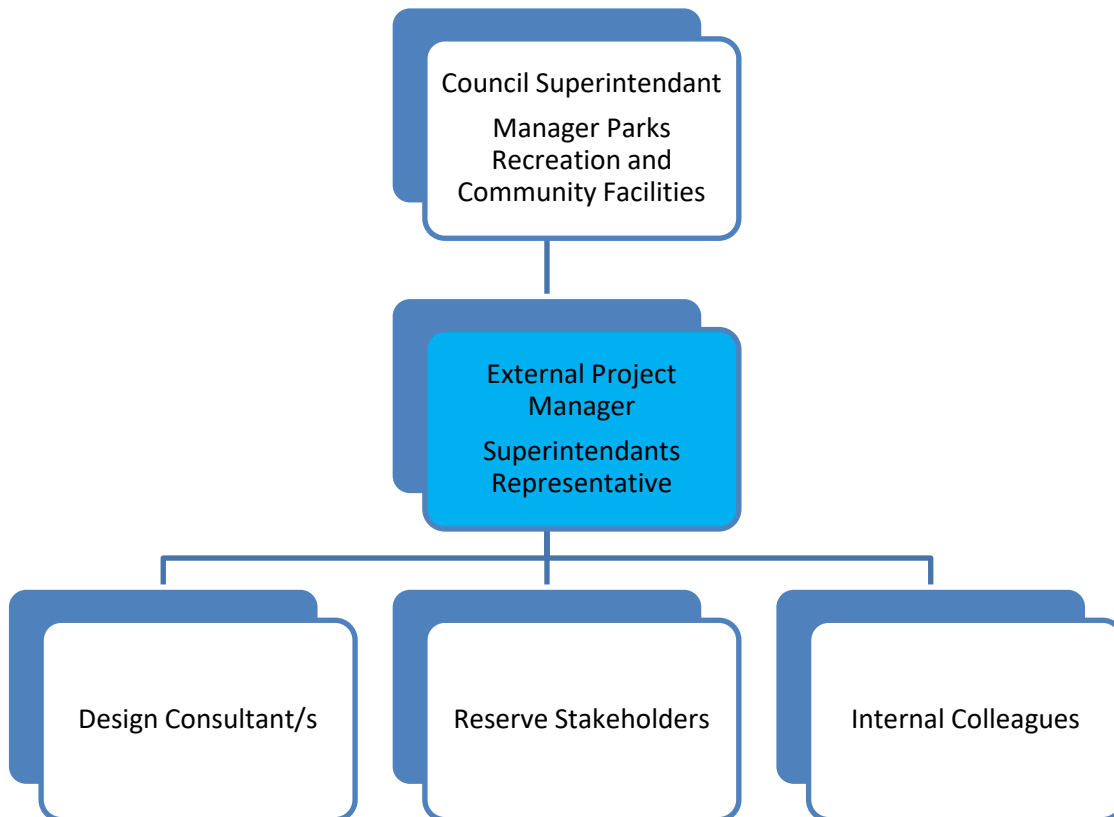 Council Superintendant
Manager Parks
Recreation and
Community Facilities
External Project
Manager
Superintendants
Representative
Design Consultant/s
Reserve Stakeholders
Internal Colleagues